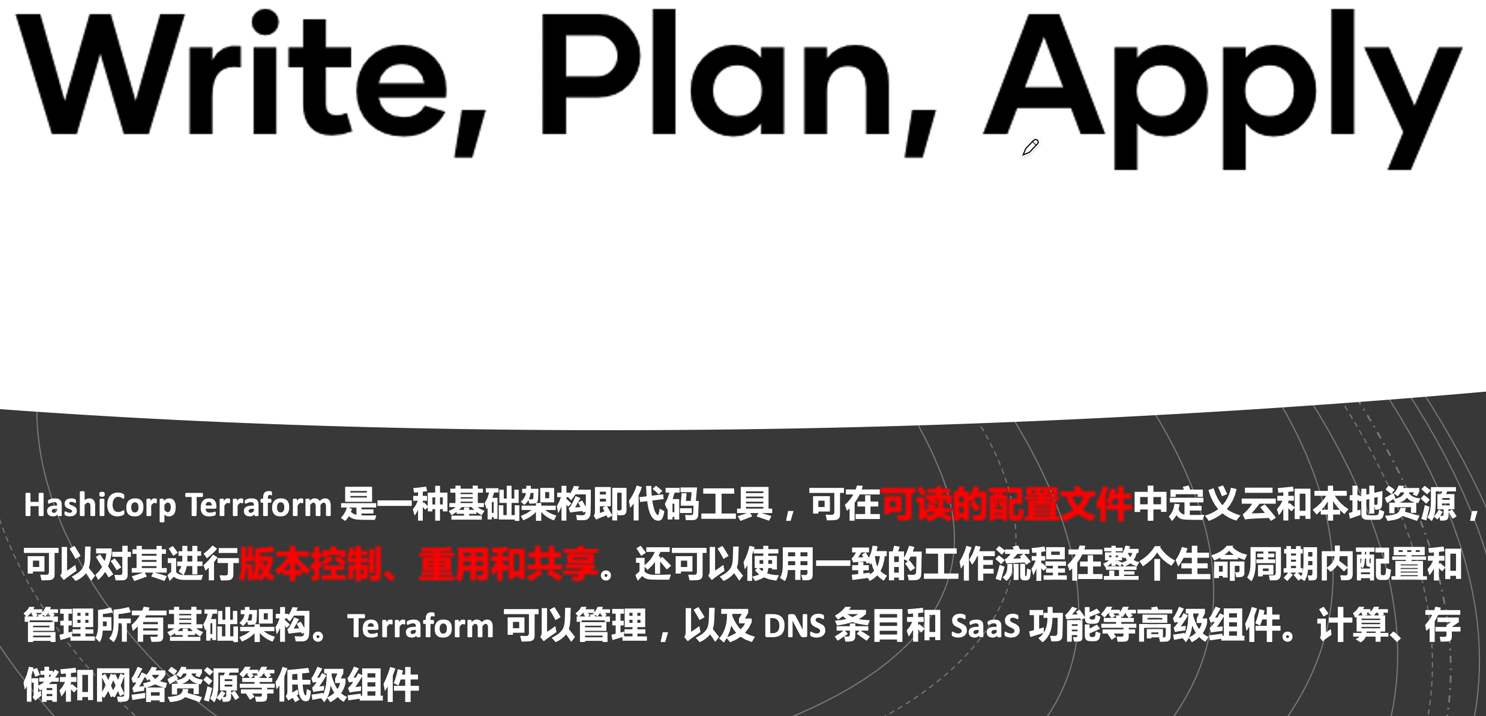 Write, Plan, Apply
HashiCorp Terraform 是一种基础架构即代码工具，可在可读的配置文件中定义云和本地资源，
可以对其进行版本控制、重用和共享。还可以使用一致的工作流程在整个生命周期内配置和
管理所有基础架构。Terraform 可以管理，以及 DNS 条目和 SaaS 功能等高级组件。计算、存
储和网络资源等低级组件